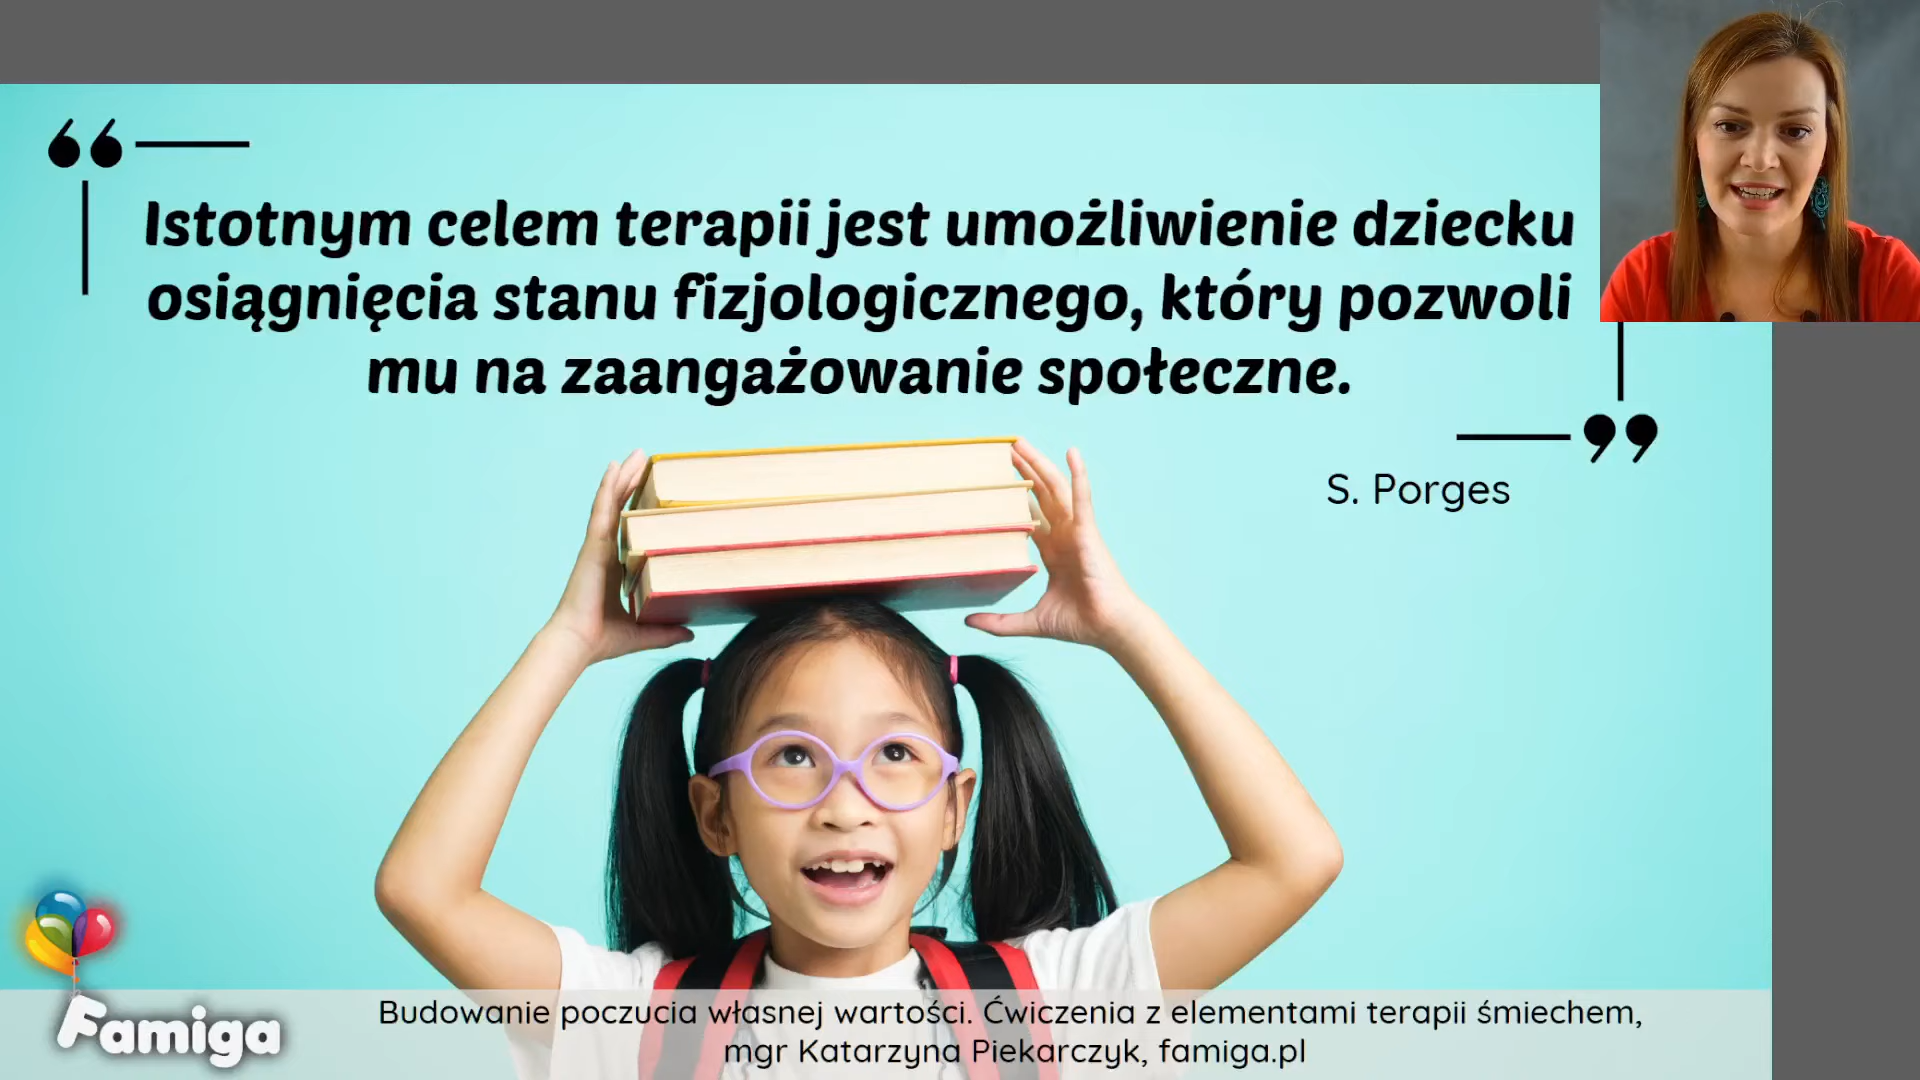 Istotnym celem terapii jest umożliwienie dziecku
osiągnięcia stanu fizjologicznego, który pozwoli
mu na zaangażowanie społeczne.
S. Porges
Famiga
Budowanie poczucia własnej wartości. Ćwiczenia z elementami terapii śmiechem,
mgr Katarzyna Piekarczyk, famiga.pl